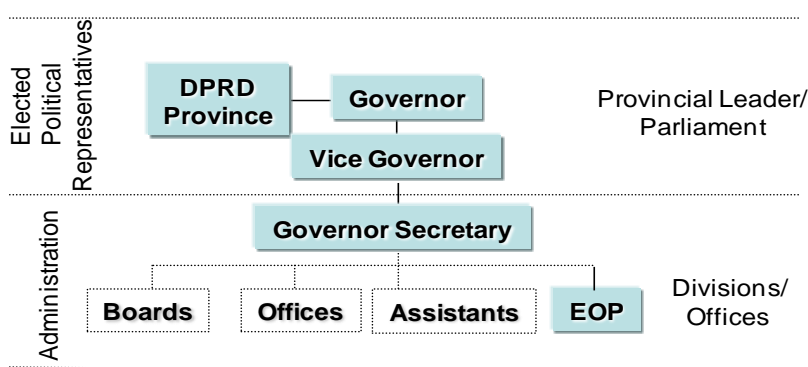 Elected
Political
Representatives
DPRD
Province
Governor
Vice Governor
Provincial Leader/
Parliament
Administration
Governor Secretary
Boards
Offices
Assistants
EOP
Divisions/
Offices